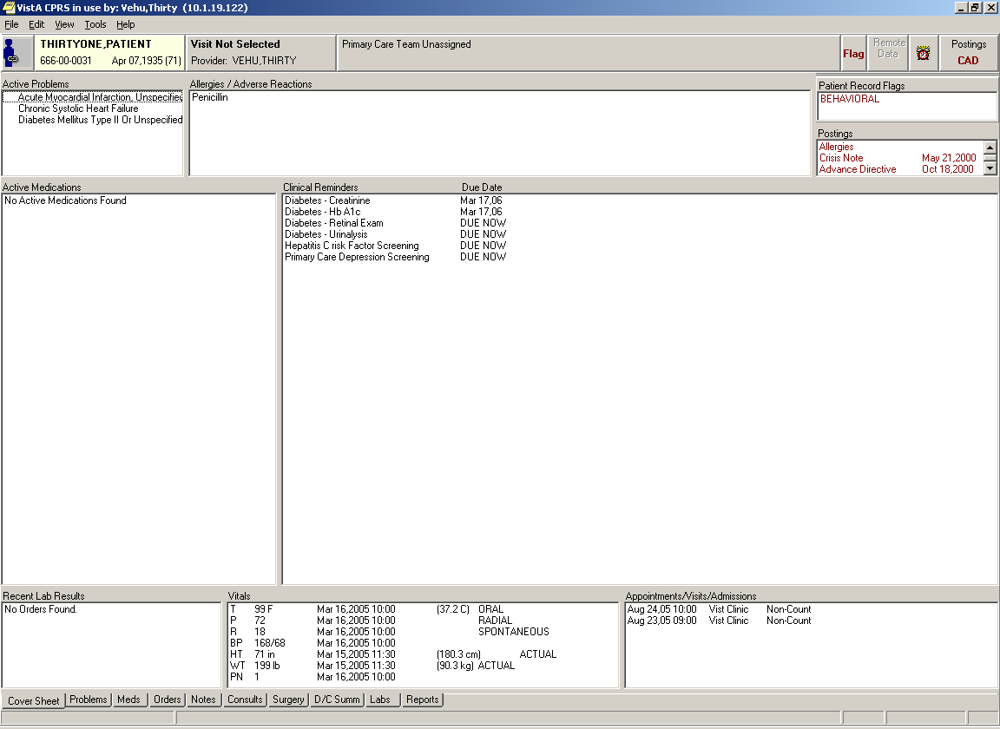 VistA CPRS in use by: Vehu,Thirty (10.1.19.122)
File Edit View Tools Help
THIRTYONE,PATIENT
666-00-0031 Apr 07,1935 (71)
Visit Not Selected
Provider: VEHU,THIRTY
Primary Care Team Unassigned
Flag
Remote
Data
Postings
CAD
Active Problems
Acute Myocardial Infarction, Unspecified
Chronic Systolic Heart Failure
Diabetes Mellitus Type II Or Unspecified
Allergies / Adverse Reactions
Penicillin
Patient Record Flags
BEHAVIORAL
Postings
Allergies
Crisis Note May 21,2000
Advance Directive Oct 18,2000
Active Medications
No Active Medications Found
Clinical Reminders Due Date
Diabetes - Creatinine Mar 17,06
Diabetes - Hb A1c Mar 17,06
Diabetes - Retinal Exam DUE NOW
Diabetes - Urinalysis DUE NOW
Hepatitis C risk Factor Screening DUE NOW
Primary Care Depression Screening DUE NOW
Recent Lab Results
No Orders Found.
Vitals
T 99 F Mar 16,2005 10:00 (37.2 C) ORAL
P 72 Mar 16,2005 10:00 RADIAL
R 18 Mar 16,2005 10:00 SPONTANEOUS
BP 168/68 Mar 16,2005 10:00
HT 71 in Mar 15,2005 11:30 (180.3 cm) ACTUAL
WT 199 lb Mar 15,2005 11:30 (90.3 kg) ACTUAL
PN 1 Mar 16,2005 10:00
Appointments/Visits/Admissions
Aug 24,05 10:00 Vist Clinic Non-Count
Aug 23,05 09:00 Vist Clinic Non-Count
Cover Sheet Problems Meds Orders Notes Consults Surgery D/C Summ Labs Reports